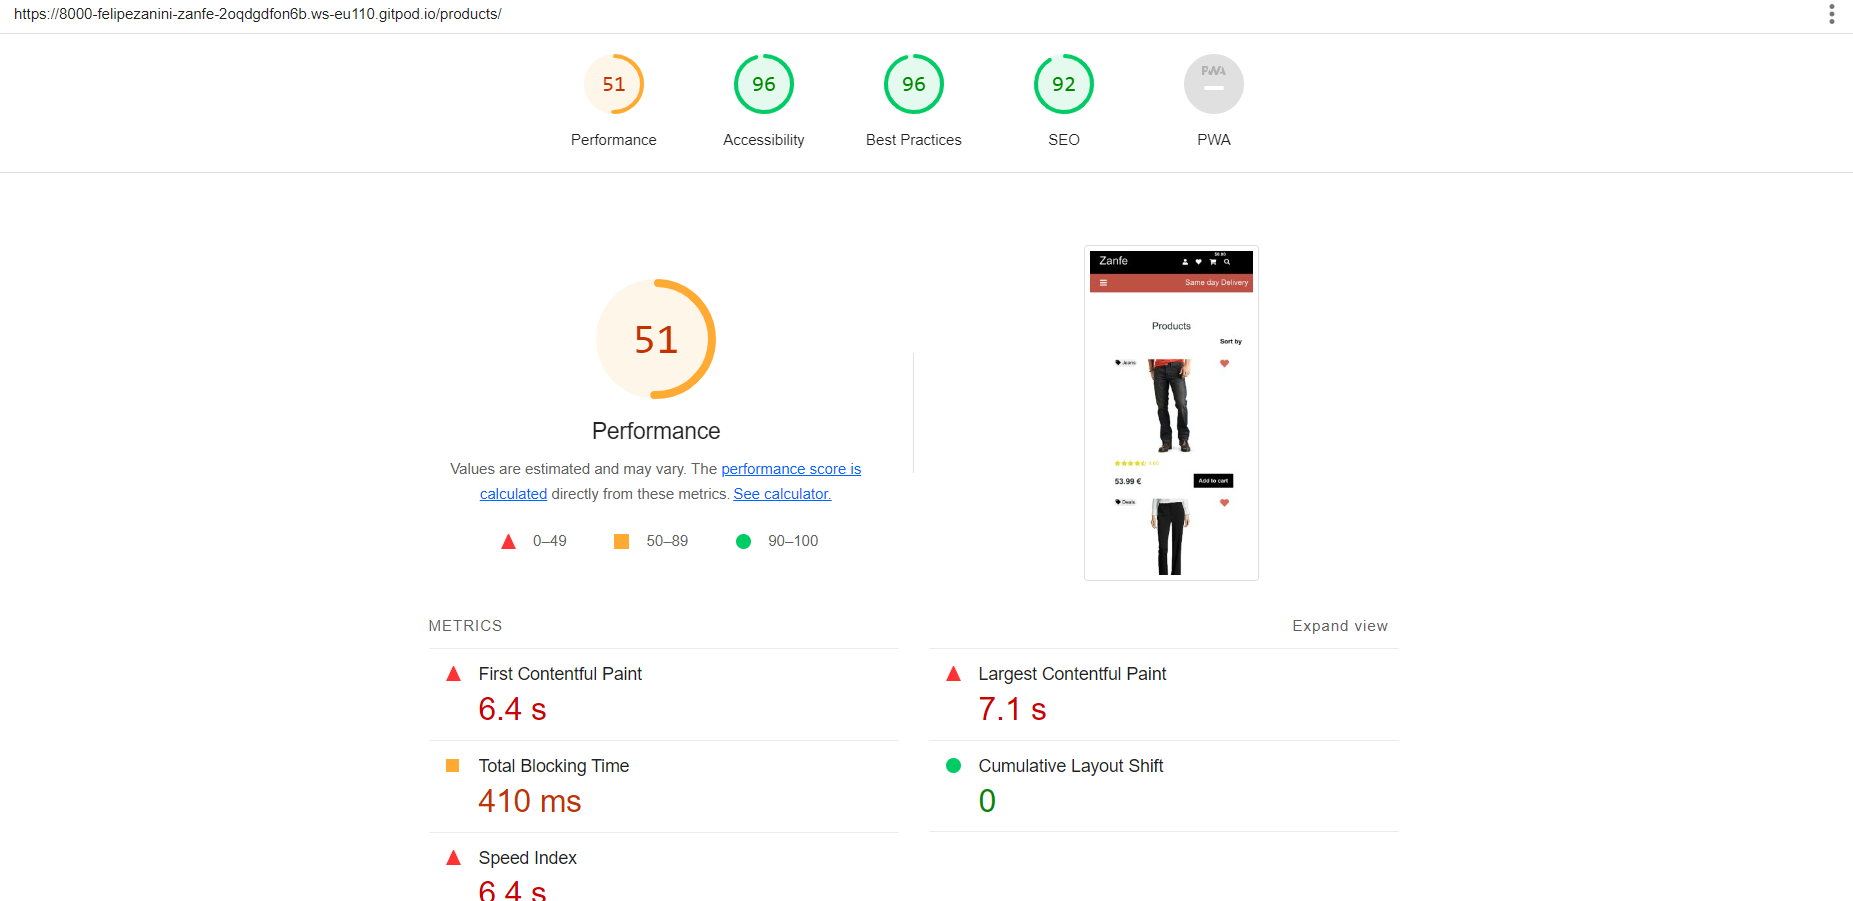 https://8000-felipezanini-zanfe-2oqdgdfon6b.ws-eu110.gitpod.io/products/
51 96 96 92 PWA
Performance Accessibility Best Practices SEO PWA
51
Performance
Values are estimated and may vary. The performance score is
calculated directly from these metrics. See calculator.
0–49 50–89 90–100
$0.00
Zanfe
Same day Delivery
Products
Sort by
Jeans
53.99 €
Add to cart
Deals
METRICS
Expand view
First Contentful Paint
6.4 s
Largest Contentful Paint
7.1 s
Total Blocking Time
410 ms
Cumulative Layout Shift
0
Speed Index
6.4 s